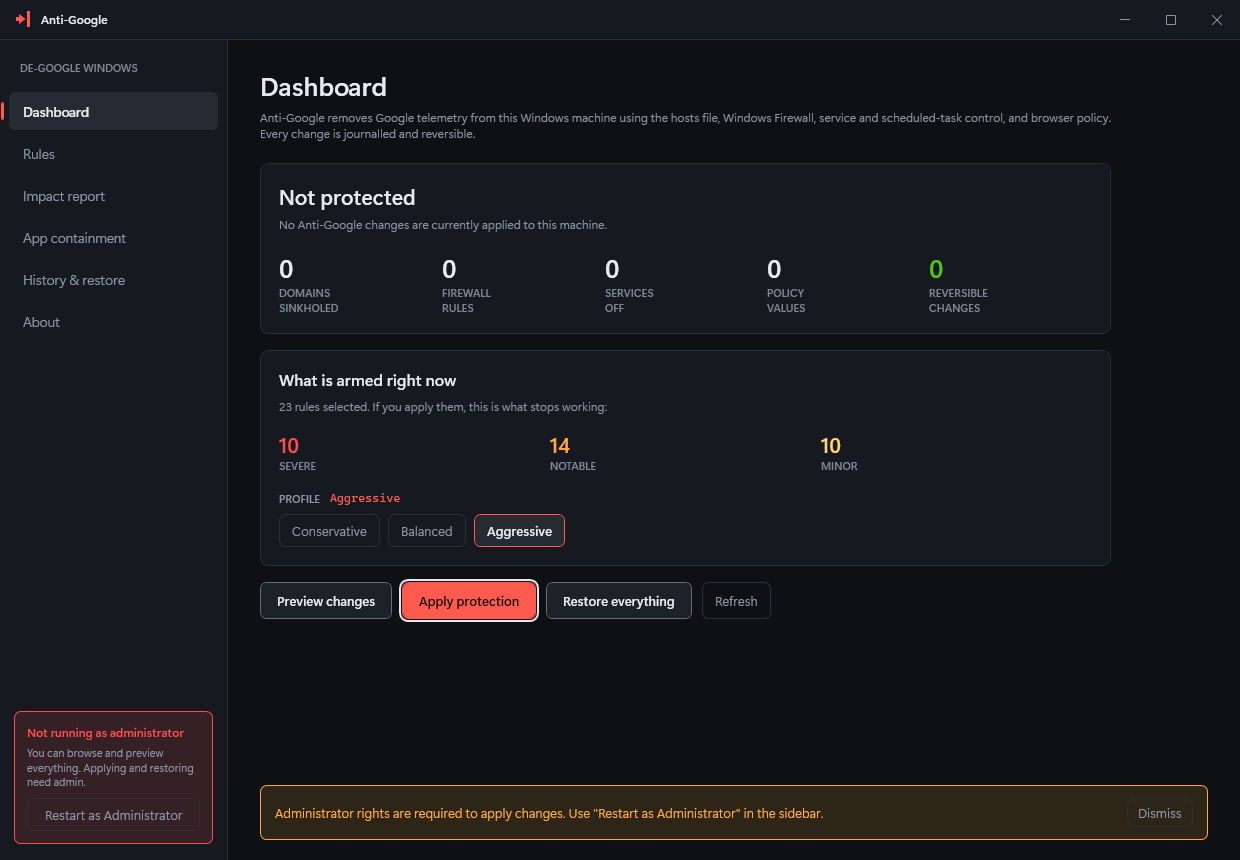 Anti-Google
DE-GOOGLE WINDOWS
Dashboard
Rules
Impact report
App containment
History & restore
About
Not running as administrator
You can browse and preview
everything. Applying and restoring
need admin.
Restart as Administrator
Dashboard
Anti-Google removes Google telemetry from this Windows machine using the hosts file, Windows Firewall, service and scheduled-task control, and browser policy.
Every change is journalled and reversible.
Not protected
No Anti-Google changes are currently applied to this machine.
0 0 0 0 0
DOMAINS FIREWALL SERVICES POLICY REVERSIBLE
SINKHOLED RULES OFF VALUES CHANGES
What is armed right now
23 rules selected. If you apply them, this is what stops working:
10 14 10
SEVERE NOTABLE MINOR
PROFILE Aggressive
Conservative Balanced Aggressive
Preview changes Apply protection Restore everything Refresh
Administrator rights are required to apply changes. Use "Restart as Administrator" in the sidebar. Dismiss